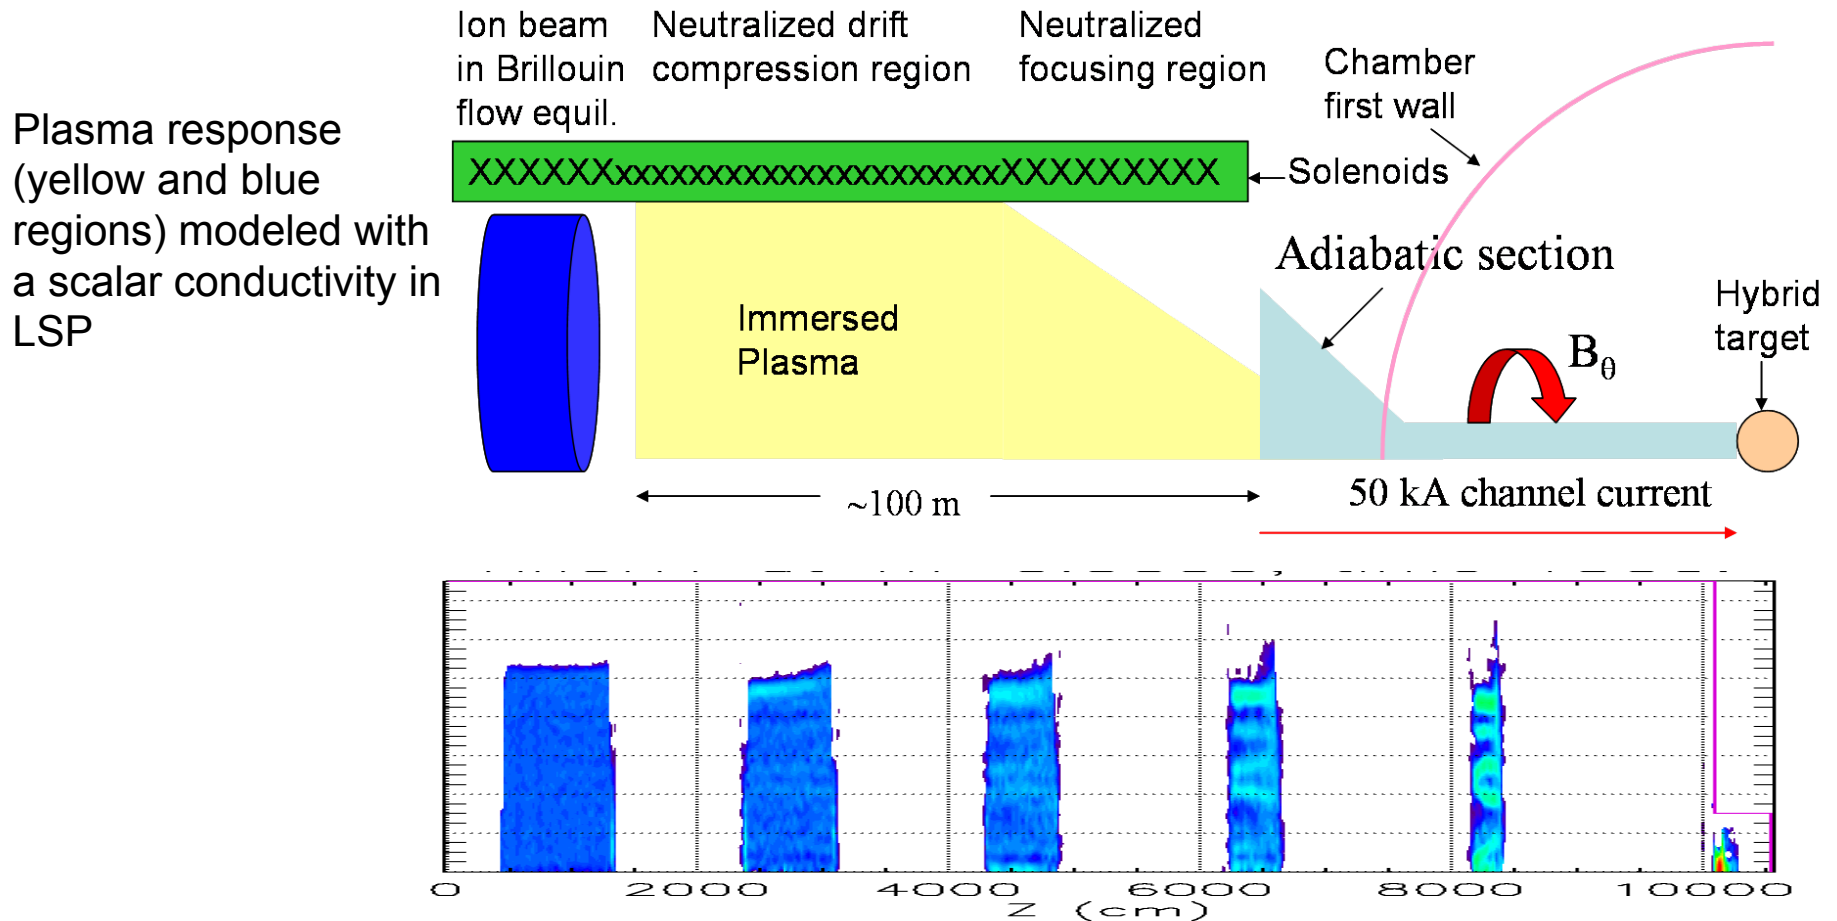 Ion beam
in Brillouin
flow equil.
Neutralized drift
compression region
Neutralized
focusing region
Chamber
first wall
Plasma response
(yellow and blue
regions) modeled with
a scalar conductivity in
LSP
XXXXXXxxxxxxxxxxxxxxxxxxxxxXXXXXXXXX
Solenoids
Adiabatic section
Hybrid
target
Immersed
Plasma
Bθ
~100 m
50 kA channel current
0 2000 4000 6000 8000 10000
Z (cm)